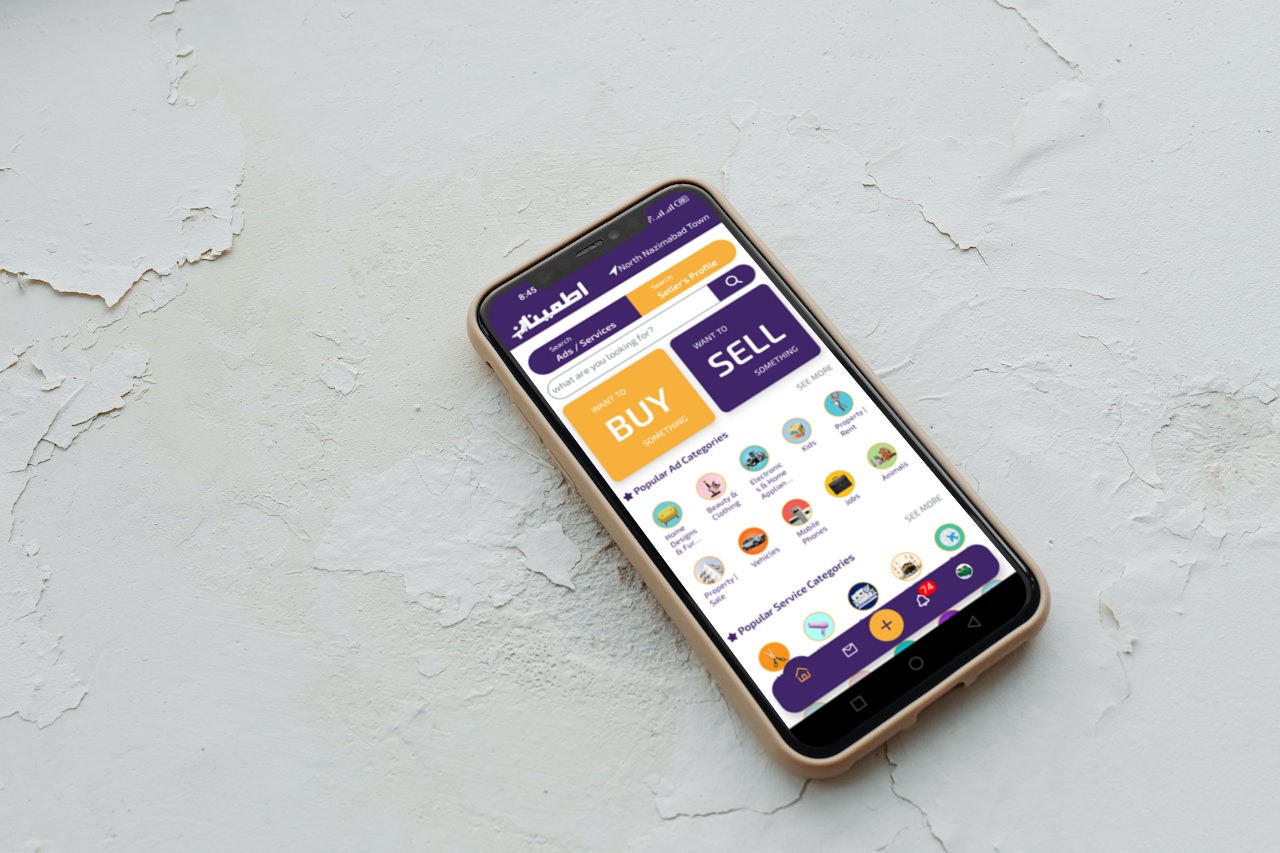 8:45
اطمینان
North Nazimabad Town
Search
Ads / Services
Search
Seller's Profile
what are you looking for?
WANT TO
BUY
SOMETHING
WANT TO
SELL
SOMETHING
Popular Ad Categories
SEE MORE
Home
Designs
& Fur...
Beauty &
Clothing
Electronic
s & Home
Applian...
Kids
Property |
Rent
Property |
Sale
Vehicles
Mobile
Phones
Jobs
Animals
Popular Service Categories
SEE MORE
74